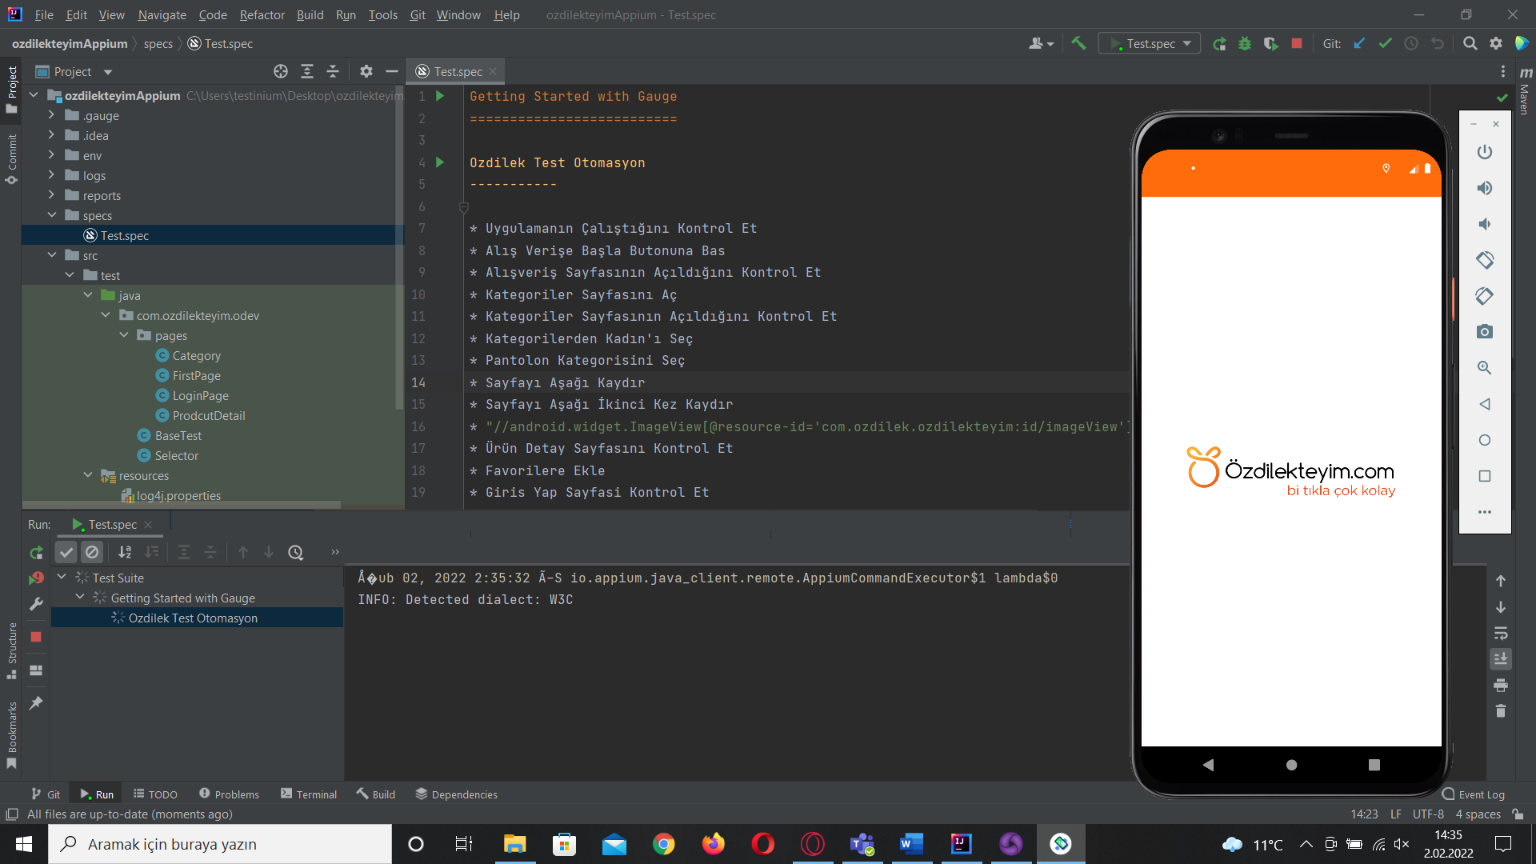 File Edit View Navigate Code Refactor Build Run Tools Git Window Help ozdilekteyimAppium - Test.spec
ozdilekteyimAppium specs Test.spec
Test.spec
Git:
Project
Test.spec
Project
Commit
Structure
Bookmarks
m
Maven
ozdilekteyimAppium C:\Users\testinium\Desktop\ozdilekteyim
.gauge
.idea
env
logs
reports
specs
Test.spec
src
test
java
com.ozdilekteyim.odev
pages
Category
FirstPage
LoginPage
ProdcutDetail
BaseTest
Selector
resources
log4j.properties
1 Getting Started with Gauge
2 ==========================
3
4 Ozdilek Test Otomasyon
5 -----------
6
7 * Uygulamanın Çalıştığını Kontrol Et
8 * Alış Verişe Başla Butonuna Bas
9 * Alışveriş Sayfasının Açıldığını Kontrol Et
10 * Kategoriler Sayfasını Aç
11 * Kategoriler Sayfasının Açıldığını Kontrol Et
12 * Kategorilerden Kadın'ı Seç
13 * Pantolon Kategorisini Seç
14 * Sayfayı Aşağı Kaydır
15 * Sayfayı Aşağı İkinci Kez Kaydır
16 * "//android.widget.ImageView[@resource-id='com.ozdilek.ozdilekteyim:id/imageView']
17 * Ürün Detay Sayfasını Kontrol Et
18 * Favorilere Ekle
19 * Giris Yap Sayfasi Kontrol Et
Özdilekteyim.com
bi tıkla çok kolay
Run: Test.spec
Test Suite
Getting Started with Gauge
Ozdilek Test Otomasyon
Å�ub 02, 2022 2:35:32 Ã–S io.appium.java_client.remote.AppiumCommandExecutor$1 lambda$0
INFO: Detected dialect: W3C
Git Run TODO Problems Terminal Build Dependencies Event Log
All files are up-to-date (moments ago) 14:23 LF UTF-8 4 spaces
Aramak için buraya yazın
11°C
14:35
2.02.2022